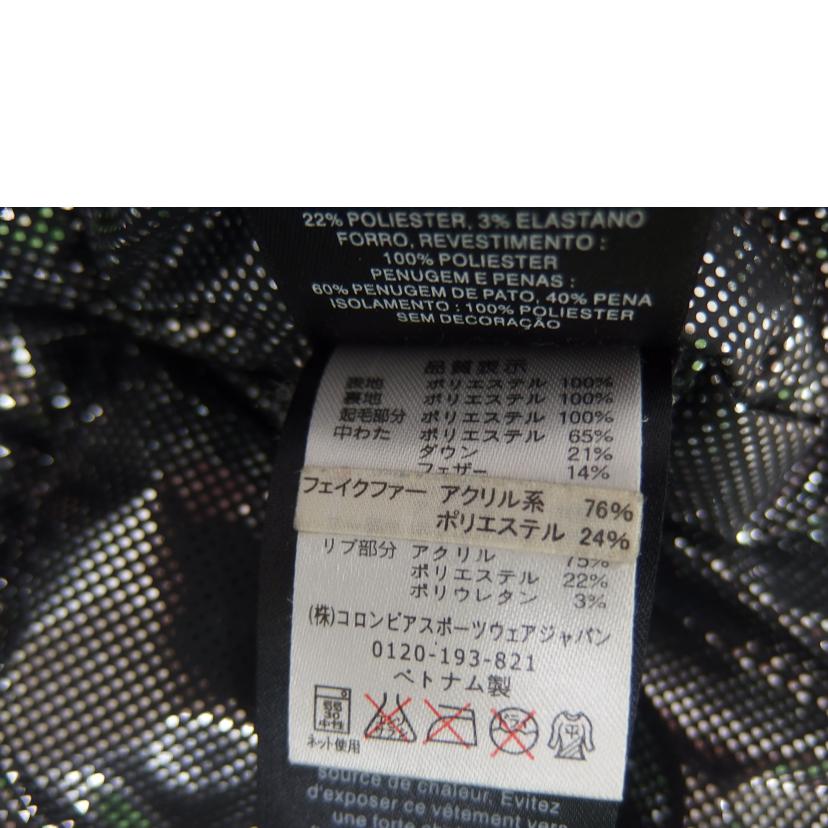 22% POLIESTER, 3% ELASTANO
FORRO, REVESTIMENTO :
100% POLIESTER
PENUGEM E PENAS :
60% PENUGEM DE PATO, 40% PENA
ISOLAMENTO : 100% POLIESTER
SEM DECORAÇÃO
品質表示
表地 ポリエステル 100%
裏地 ポリエステル 100%
起毛部分 ポリエステル 100%
中わた ポリエステル 65%
ダウン 21%
フェザー 14%
フェイクファー アクリル系 76%
ポリエステル 24%
リブ部分 アクリル 75%
ポリエステル 22%
ポリウレタン 3%
(株)コロンビアスポーツウェアジャパン
0120-193-821
ベトナム製
30
中性
ネット使用
source de chaleur. Évitez
d'exposer ce vêtement vers
une forte